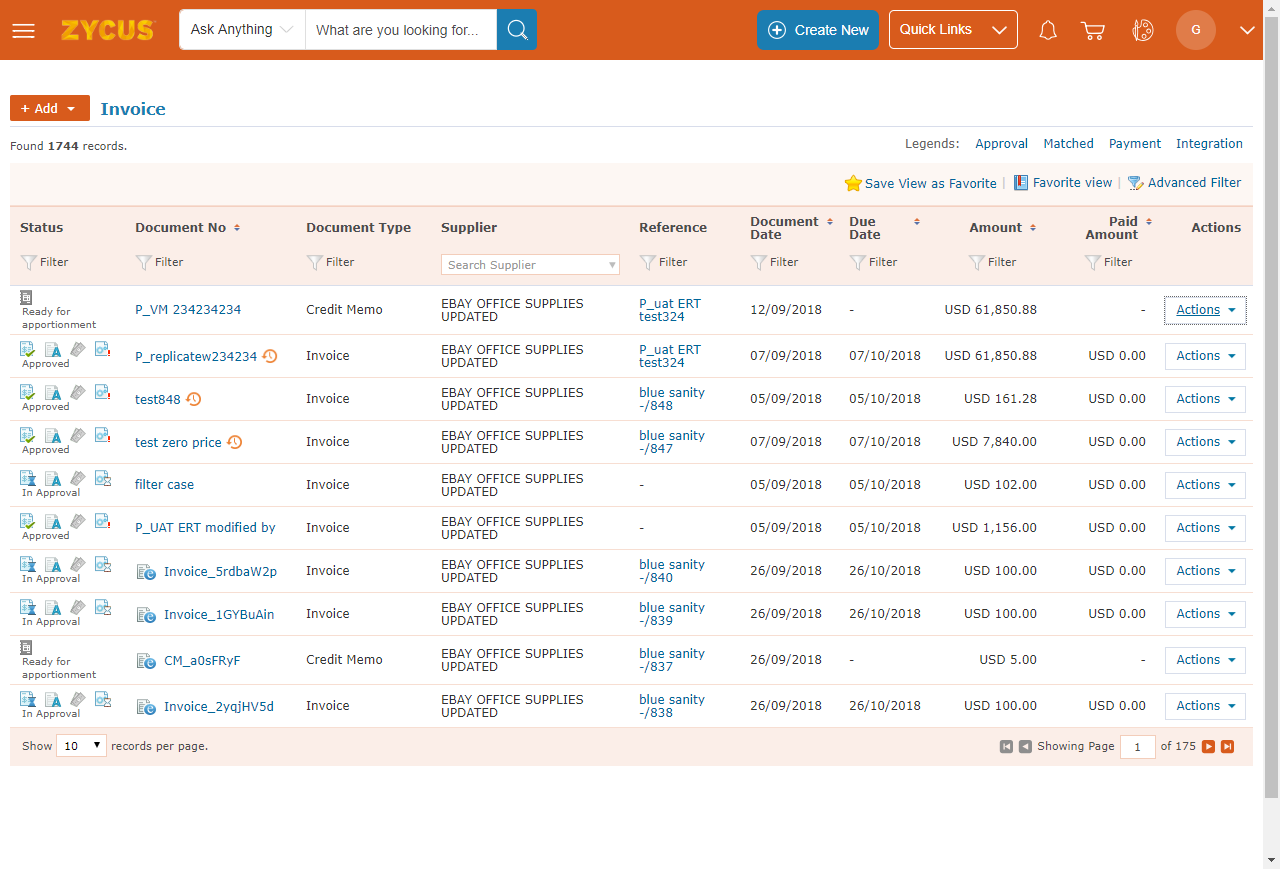 ZYCUS Ask Anything What are you looking for... Create New Quick Links G
+ Add Invoice
Found 1744 records. Legends: Approval Matched Payment Integration
Save View as Favorite | Favorite view | Advanced Filter
Status Document No Document Type Supplier Reference Document Date Due Date Amount Paid Amount Actions
Filter Filter Filter Search Supplier Filter Filter Filter Filter Filter
Ready for apportionment P_VM 234234234 Credit Memo EBAY OFFICE SUPPLIES UPDATED P_uat ERT test324 12/09/2018 - USD 61,850.88 - Actions
Approved P_replicatew234234 Invoice EBAY OFFICE SUPPLIES UPDATED P_uat ERT test324 07/09/2018 07/10/2018 USD 61,850.88 USD 0.00 Actions
Approved test848 Invoice EBAY OFFICE SUPPLIES UPDATED blue sanity -/848 05/09/2018 05/10/2018 USD 161.28 USD 0.00 Actions
Approved test zero price Invoice EBAY OFFICE SUPPLIES UPDATED blue sanity -/847 07/09/2018 07/10/2018 USD 7,840.00 USD 0.00 Actions
In Approval filter case Invoice EBAY OFFICE SUPPLIES UPDATED - 05/09/2018 05/10/2018 USD 102.00 USD 0.00 Actions
Approved P_UAT ERT modified by Invoice EBAY OFFICE SUPPLIES UPDATED - 05/09/2018 05/10/2018 USD 1,156.00 USD 0.00 Actions
In Approval Invoice_5rdbaW2p Invoice EBAY OFFICE SUPPLIES UPDATED blue sanity -/840 26/09/2018 26/10/2018 USD 100.00 USD 0.00 Actions
In Approval Invoice_1GYBuAin Invoice EBAY OFFICE SUPPLIES UPDATED blue sanity -/839 26/09/2018 26/10/2018 USD 100.00 USD 0.00 Actions
Ready for apportionment CM_a0sFRyF Credit Memo EBAY OFFICE SUPPLIES UPDATED blue sanity -/837 26/09/2018 - USD 5.00 - Actions
In Approval Invoice_2yqjHV5d Invoice EBAY OFFICE SUPPLIES UPDATED blue sanity -/838 26/09/2018 26/10/2018 USD 100.00 USD 0.00 Actions
Show 10 records per page. Showing Page 1 of 175